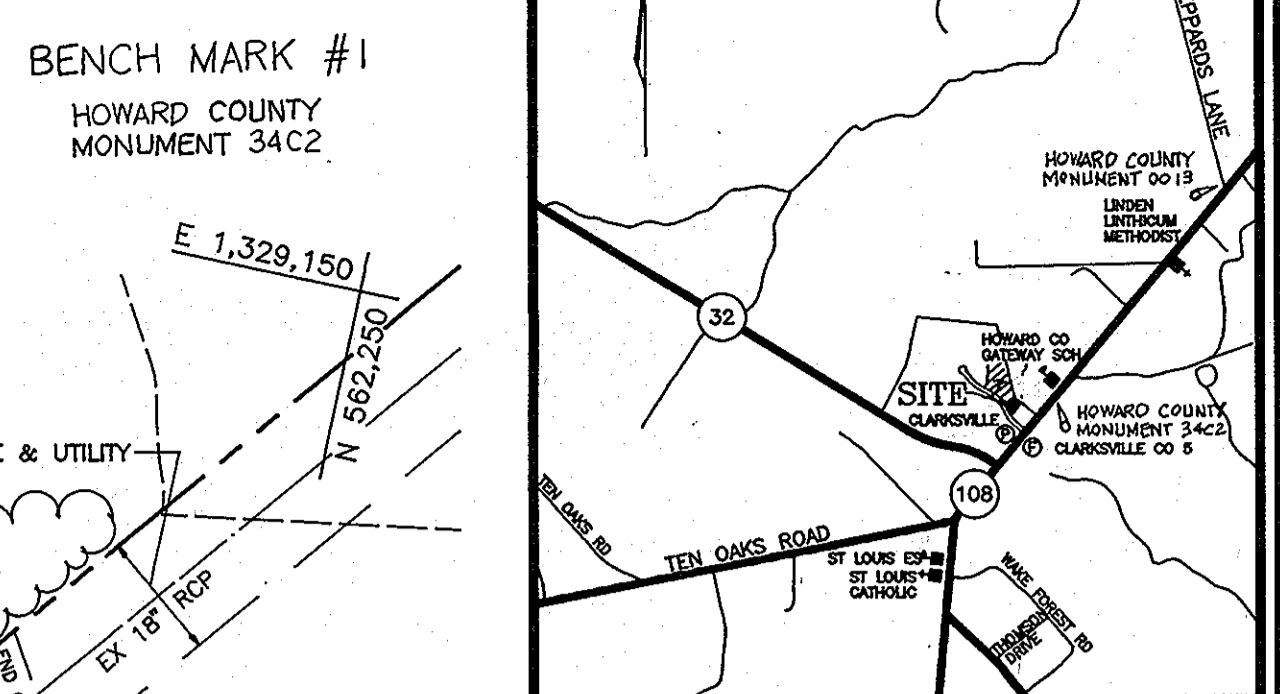 BENCH MARK #1
HOWARD COUNTY
MONUMENT 34C2
E 1,329,150
N 562,250
& UTILITY
EX 18" RCP
PPARDS LANE
HOWARD COUNTY
MONUMENT 0013
LINDEN
LINTHICUM
METHODIST
32
HOWARD CO
GATEWAY SCH
SITE
CLARKSVILLE
P
F
HOWARD COUNTY
MONUMENT 34C2
CLARKSVILLE CO 5
108
TEN OAKS RD
TEN OAKS ROAD
ST LOUIS ES
ST LOUIS
CATHOLIC
WAKE FOREST RD
THOMSON
DRIVE